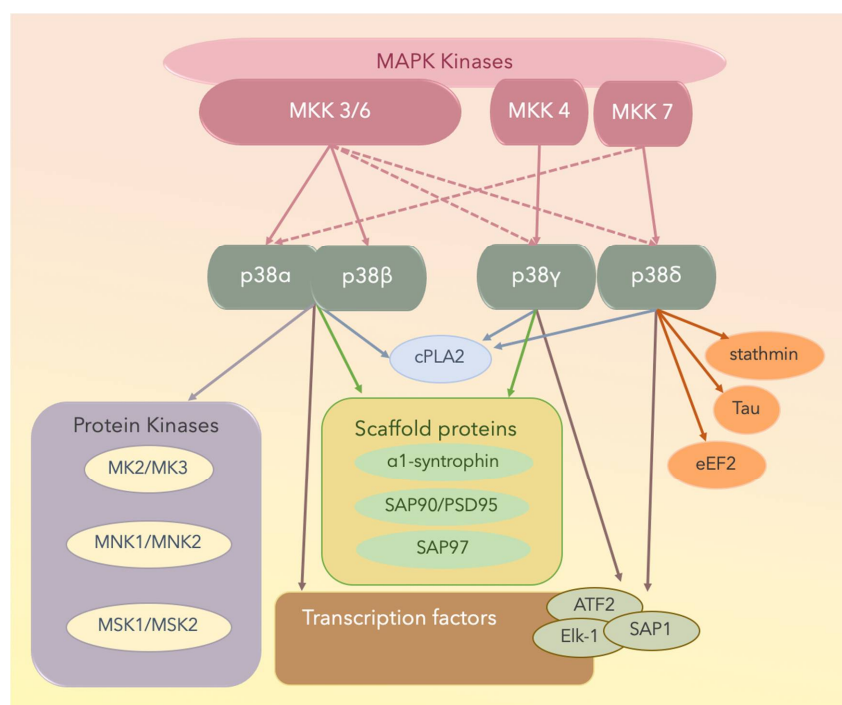 MAPK Kinases
MKK 3/6
MKK 4
MKK 7
p38α
p38β
p38γ
p38δ
cPLA2
stathmin
Tau
eEF2
Protein Kinases
MK2/MK3
MNK1/MNK2
MSK1/MSK2
Scaffold proteins
α1-syntrophin
SAP90/PSD95
SAP97
Transcription factors
ATF2
Elk-1
SAP1